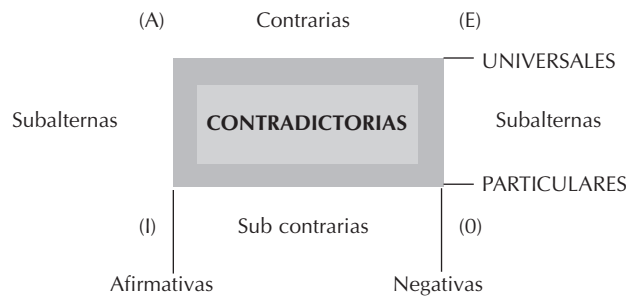 (A) Contrarias (E)
UNIVERSALES
Subalternas CONTRADICTORIAS Subalternas
PARTICULARES
(I) Sub contrarias (0)
Afirmativas Negativas